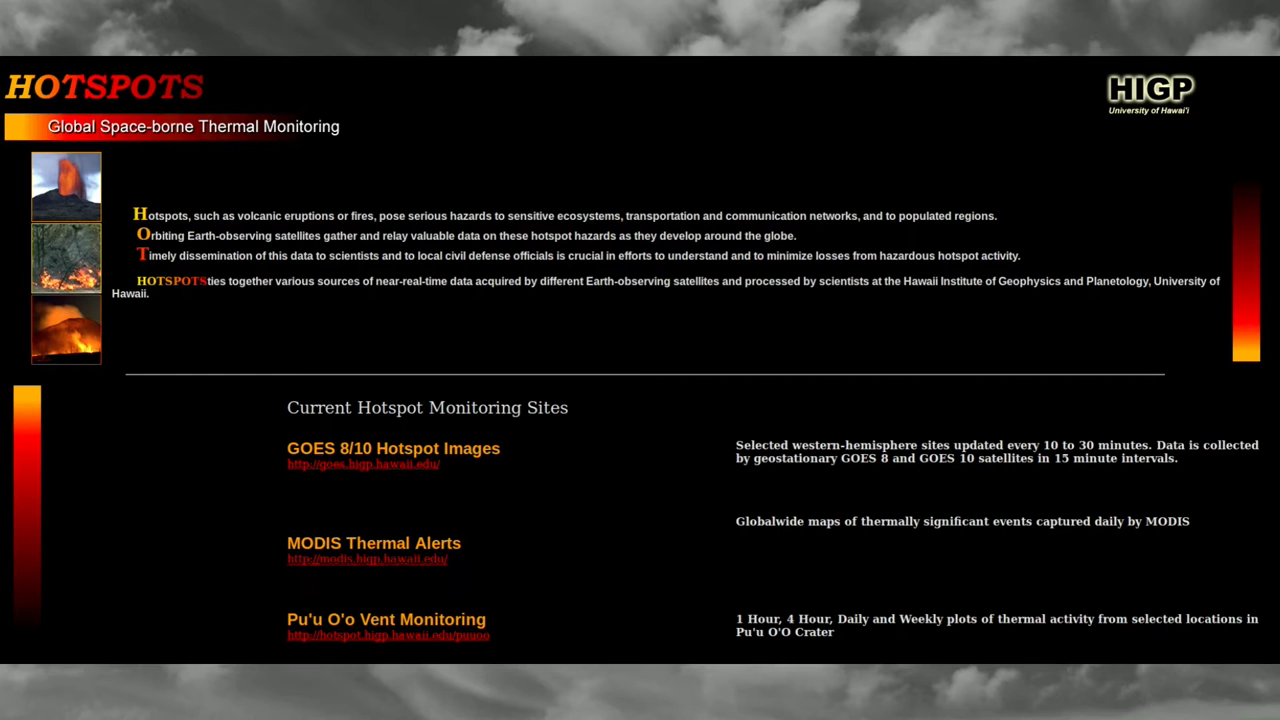 HOTSPOTS
HIGP
University of Hawai'i
Global Space-borne Thermal Monitoring
Hotspots, such as volcanic eruptions or fires, pose serious hazards to sensitive ecosystems, transportation and communication networks, and to populated regions.
Orbiting Earth-observing satellites gather and relay valuable data on these hotspot hazards as they develop around the globe.
Timely dissemination of this data to scientists and to local civil defense officials is crucial in efforts to understand and to minimize losses from hazardous hotspot activity.
HOTSPOTSties together various sources of near-real-time data acquired by different Earth-observing satellites and processed by scientists at the Hawaii Institute of Geophysics and Planetology, University of
Hawaii.
Current Hotspot Monitoring Sites
GOES 8/10 Hotspot Images
http://goes.higp.hawaii.edu/
Selected western-hemisphere sites updated every 10 to 30 minutes. Data is collected
by geostationary GOES 8 and GOES 10 satellites in 15 minute intervals.
MODIS Thermal Alerts
http://modis.higp.hawaii.edu/
Globalwide maps of thermally significant events captured daily by MODIS
Pu'u O'o Vent Monitoring
http://hotspot.higp.hawaii.edu/puuoo
1 Hour, 4 Hour, Daily and Weekly plots of thermal activity from selected locations in
Pu'u O'O Crater